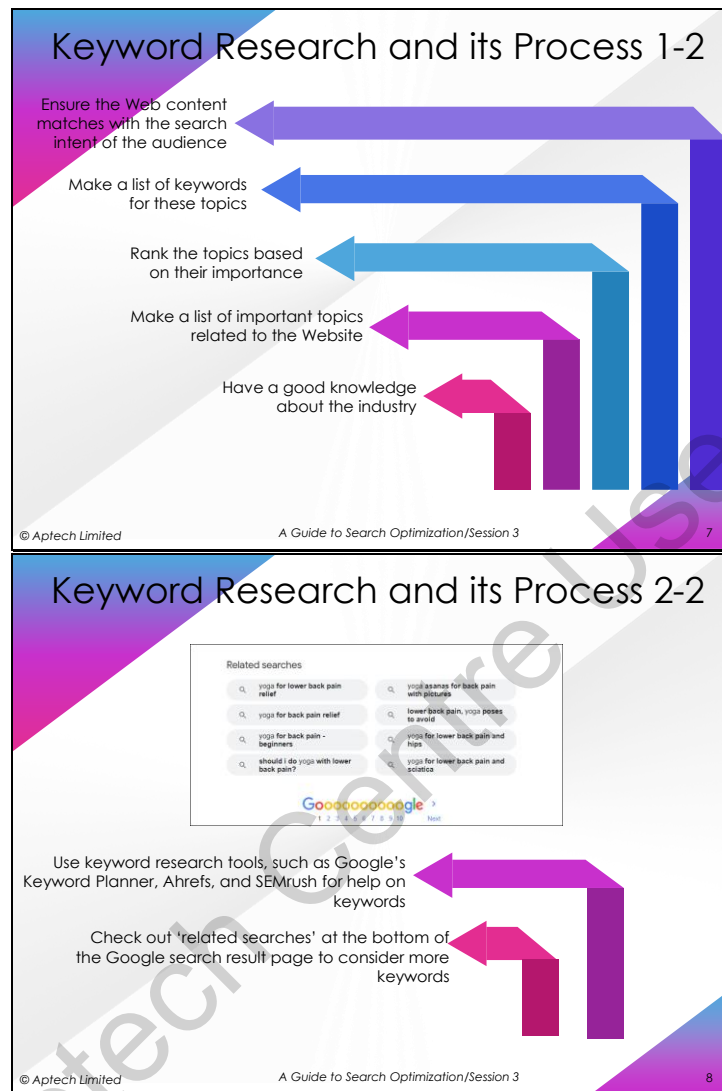 Keyword Research and its Process 1-2
Ensure the Web content
matches with the search
intent of the audience
Make a list of keywords
for these topics
Rank the topics based
on their importance
Make a list of important topics
related to the Website
Have a good knowledge
about the industry
© Aptech Limited
A Guide to Search Optimization/Session 3
7
Keyword Research and its Process 2-2
Related searches
yoga for lower back pain
relief
yoga asanas for back pain
with pictures
yoga for back pain relief
lower back pain, yoga poses
to avoid
yoga for back pain -
beginners
yoga for lower back pain and
hips
should i do yoga with lower
back pain?
yoga for lower back pain and
sciatica
Goooooooooogle >
1 2 3 4 5 6 7 8 9 10 Next
Use keyword research tools, such as Google's
Keyword Planner, Ahrefs, and SEMrush for help on
keywords
Check out 'related searches' at the bottom of
the Google search result page to consider more
keywords
© Aptech Limited
A Guide to Search Optimization/Session 3
8
tech Centre Use